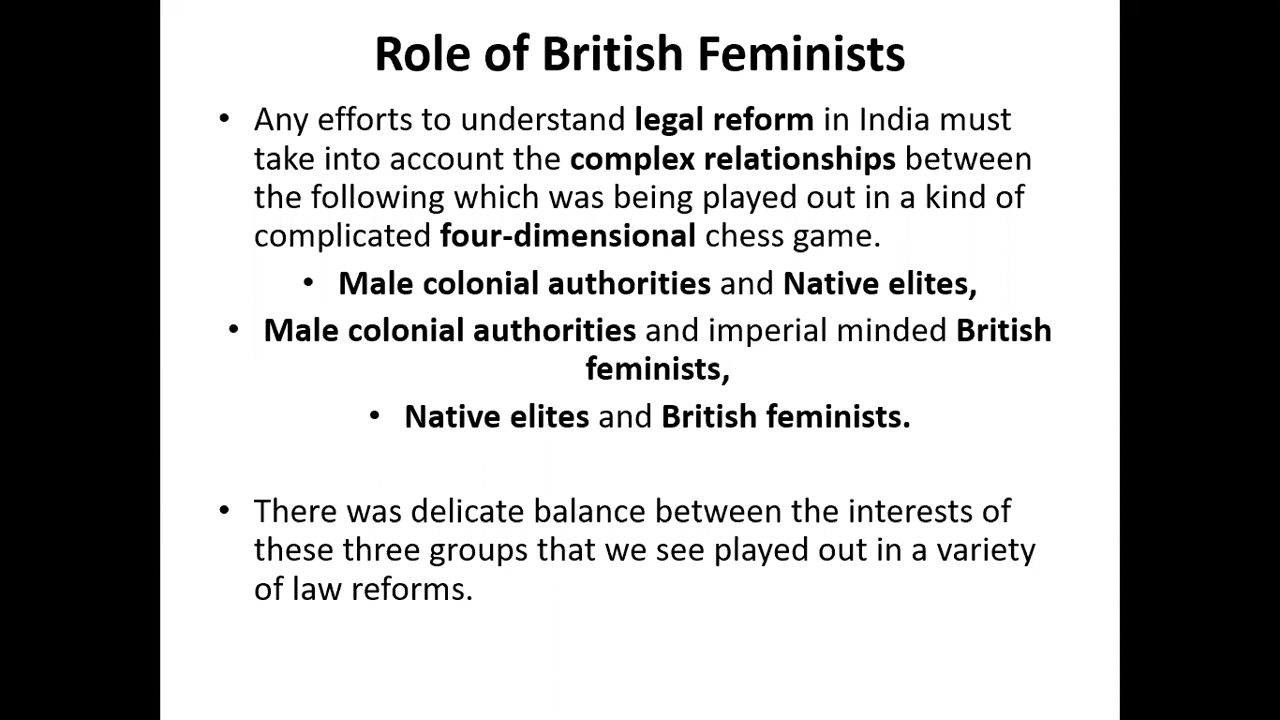 Role of British Feminists
• Any efforts to understand legal reform in India must
take into account the complex relationships between
the following which was being played out in a kind of
complicated four-dimensional chess game.
• Male colonial authorities and Native elites,
• Male colonial authorities and imperial minded British
feminists,
• Native elites and British feminists.
• There was delicate balance between the interests of
these three groups that we see played out in a variety
of law reforms.